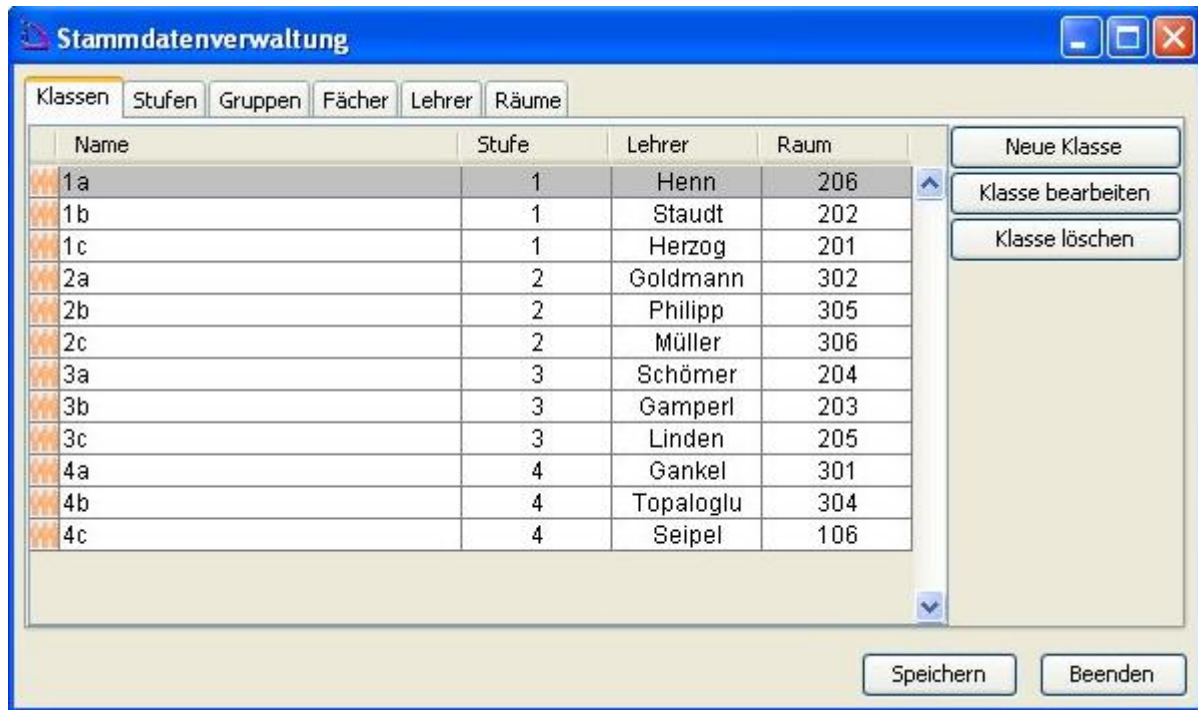 Stammdatenverwaltung
Klassen Stufen Gruppen Fächer Lehrer Räume
Name Stufe Lehrer Raum Neue Klasse
1a 1 Henn 206 Klasse bearbeiten
1b 1 Staudt 202
1c 1 Herzog 201 Klasse löschen
2a 2 Goldmann 302
2b 2 Philipp 305
2c 2 Müller 306
3a 3 Schömer 204
3b 3 Gamperl 203
3c 3 Linden 205
4a 4 Gankel 301
4b 4 Topaloglu 304
4c 4 Seipel 106
Speichern Beenden